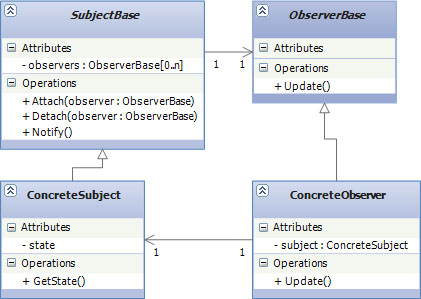 SubjectBase
Attributes
- observers : ObserverBase[0..n]
Operations
+ Attach(observer : ObserverBase)
+ Detach(observer : ObserverBase)
+ Notify()
1 1
ObserverBase
Attributes
Operations
+ Update()
ConcreteSubject
Attributes
- state
Operations
+ GetState()
1 1
ConcreteObserver
Attributes
- subject : ConcreteSubject
Operations
+ Update()